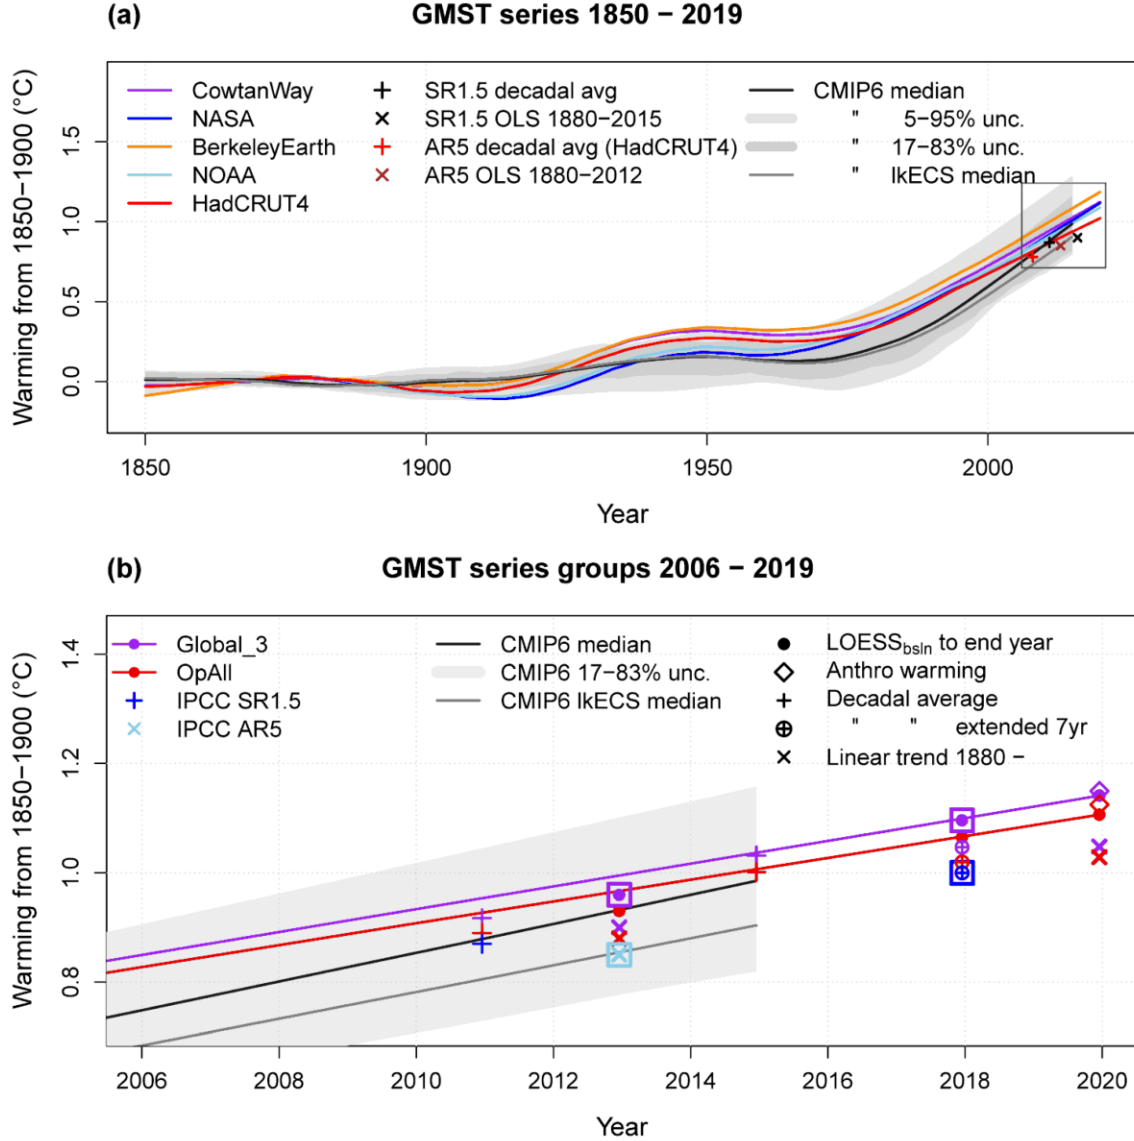 (a) GMST series 1850 − 2019
Warming from 1850−1900 (°C)
1.5
1.0
0.5
0.0
CowtanWay
NASA
BerkeleyEarth
NOAA
HadCRUT4
SR1.5 decadal avg
SR1.5 OLS 1880−2015
AR5 decadal avg (HadCRUT4)
AR5 OLS 1880−2012
CMIP6 median
" 5−95% unc.
" 17−83% unc.
" lkECS median
1850 1900 1950 2000
Year
(b) GMST series groups 2006 − 2019
Warming from 1850−1900 (°C)
1.4
1.2
1.0
0.8
Global_3
OpAll
IPCC SR1.5
IPCC AR5
CMIP6 median
CMIP6 17−83% unc.
CMIP6 lkECS median
LOESSbsln to end year
Anthro warming
Decadal average
" " extended 7yr
Linear trend 1880 −
2006 2008 2010 2012 2014 2016 2018 2020
Year